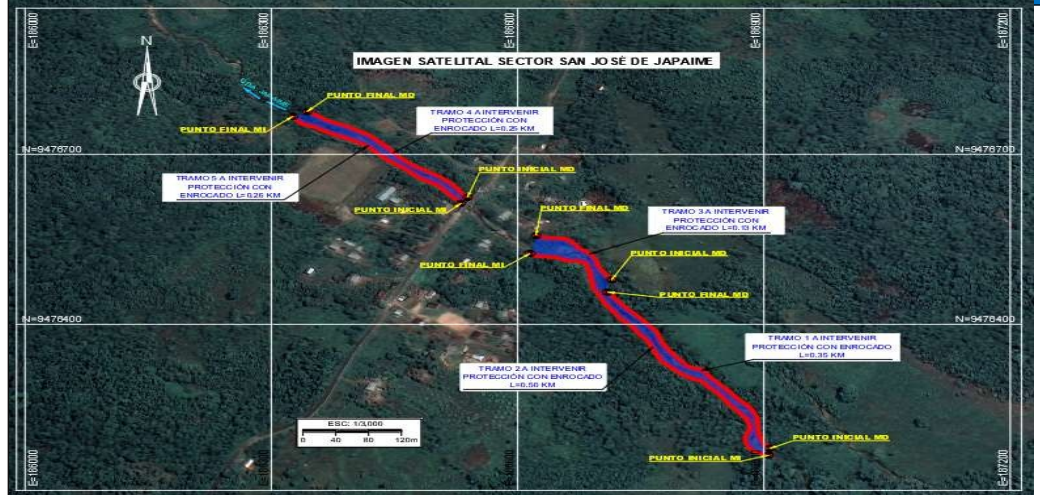 E=186000
E=186300
E=186600
E=186900
E=187200
N
IMAGEN SATELITAL SECTOR SAN JOSÉ DE JAPAIME
PUNTO FINAL MD
PUNTO FINAL MI
TRAMO 4 A INTERVENIR
PROTECCIÓN CON
ENROCADO L=0.25 KM
N=9476700
N=9476700
TRAMO 5 A INTERVENIR
PROTECCIÓN CON
ENROCADO L=0.26 KM
PUNTO INICIAL MD
PUNTO INICIAL MI
PUNTO FINAL MD
TRAMO 3 A INTERVENIR
PROTECCIÓN CON
ENROCADO L=0.13 KM
PUNTO FINAL MI
PUNTO INICIAL MD
PUNTO FINAL MD
N=9476400
N=9476400
TRAMO 1 A INTERVENIR
PROTECCIÓN CON ENROCADO
L=0.35 KM
TRAMO 2 A INTERVENIR
PROTECCIÓN CON ENROCADO
L=0.50 KM
ESC: 1/3,000
0 40 80 120m
PUNTO INICIAL MD
PUNTO INICIAL MI
E=186000
E=187200